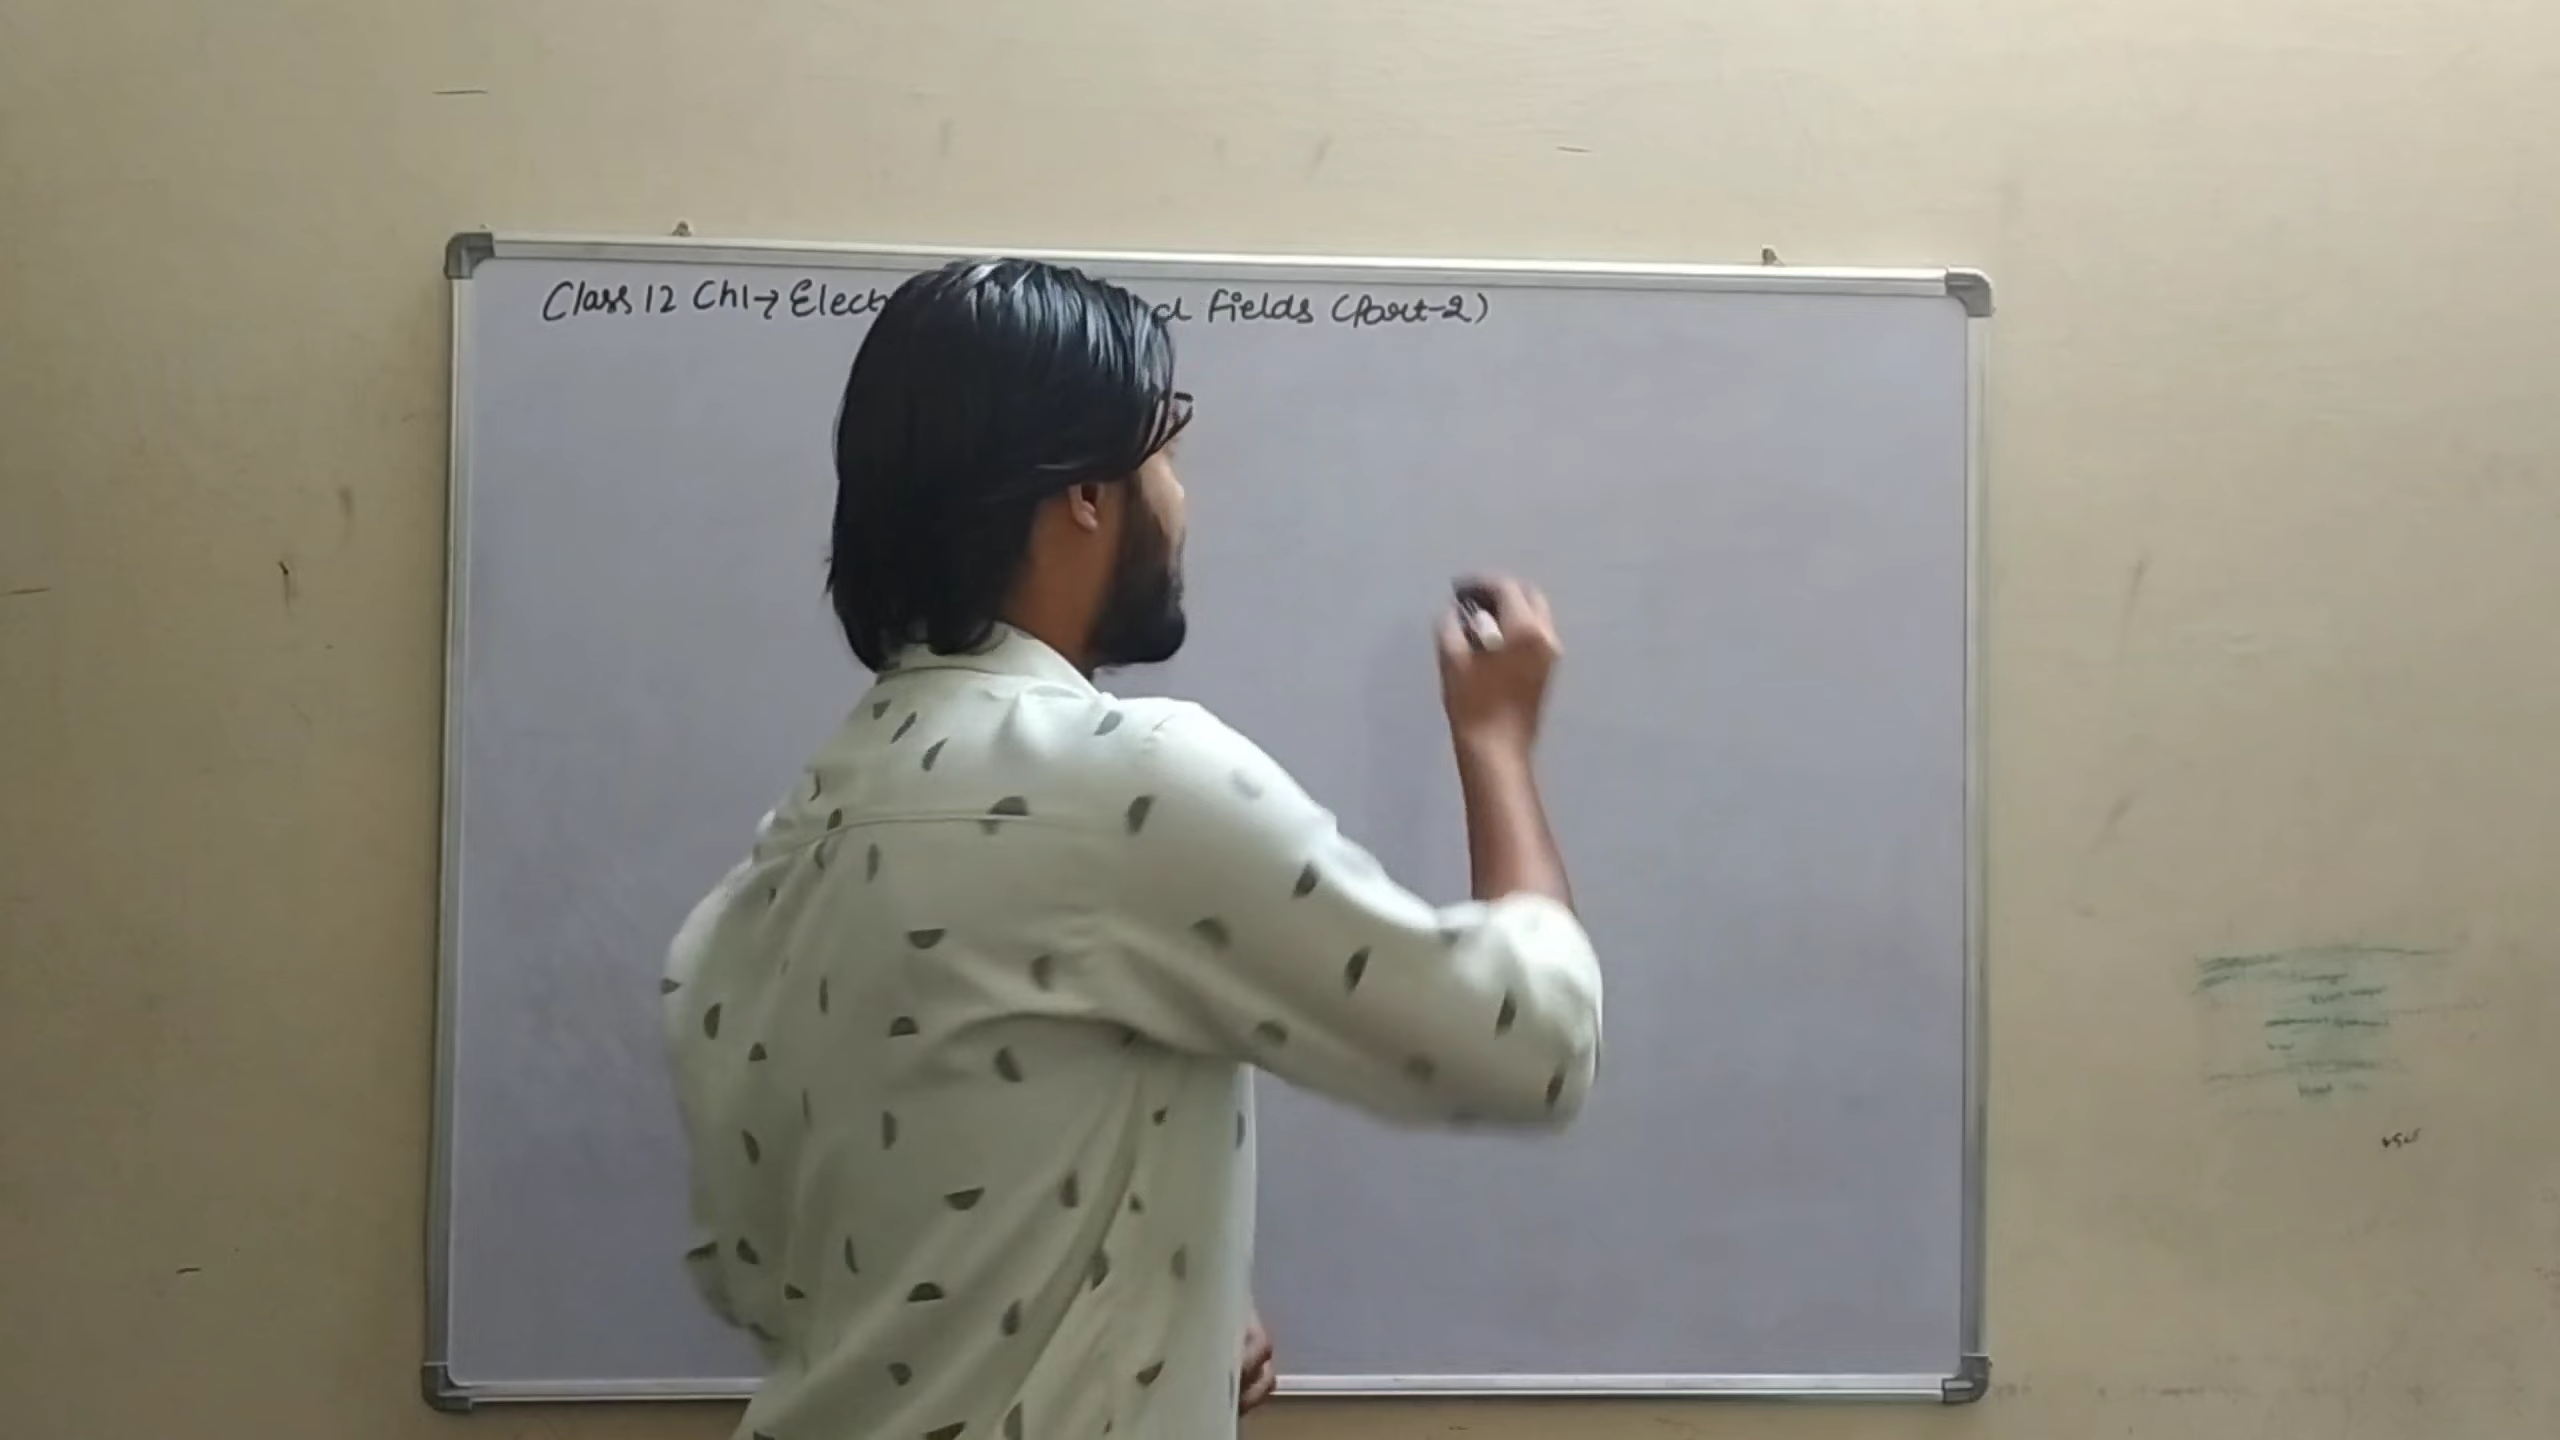 Class 12 Ch1→ Elect d Fields (Part-2)